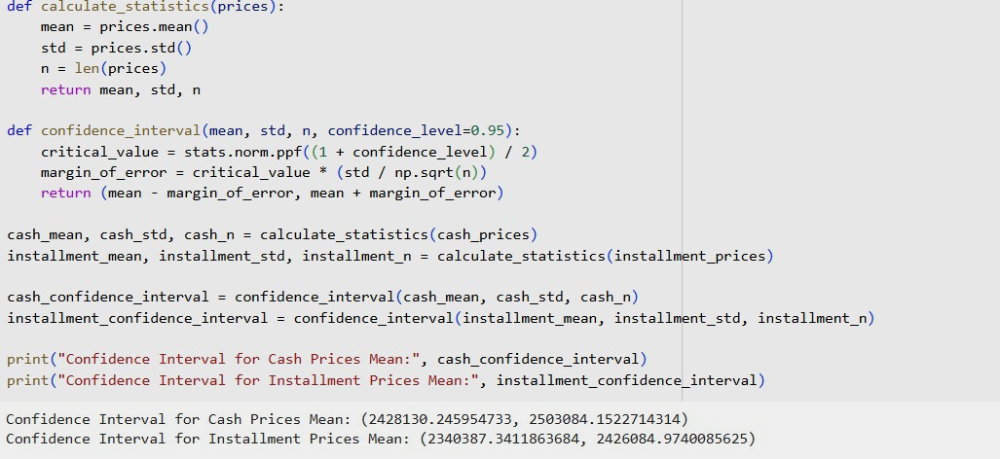 def calculate_statistics(prices):
    mean = prices.mean()
    std = prices.std()
    n = len(prices)
    return mean, std, n
def confidence_interval(mean, std, n, confidence_level=0.95):
    critical_value = stats.norm.ppf((1 + confidence_level) / 2)
    margin_of_error = critical_value * (std / np.sqrt(n))
    return (mean - margin_of_error, mean + margin_of_error)
cash_mean, cash_std, cash_n = calculate_statistics(cash_prices)
installment_mean, installment_std, installment_n = calculate_statistics(installment_prices)
cash_confidence_interval = confidence_interval(cash_mean, cash_std, cash_n)
installment_confidence_interval = confidence_interval(installment_mean, installment_std, installment_n)
print("Confidence Interval for Cash Prices Mean:", cash_confidence_interval)
print("Confidence Interval for Installment Prices Mean:", installment_confidence_interval)
Confidence Interval for Cash Prices Mean: (2428130.245954733, 2503084.1522714314)
Confidence Interval for Installment Prices Mean: (2340387.3411863684, 2426084.9740085625)